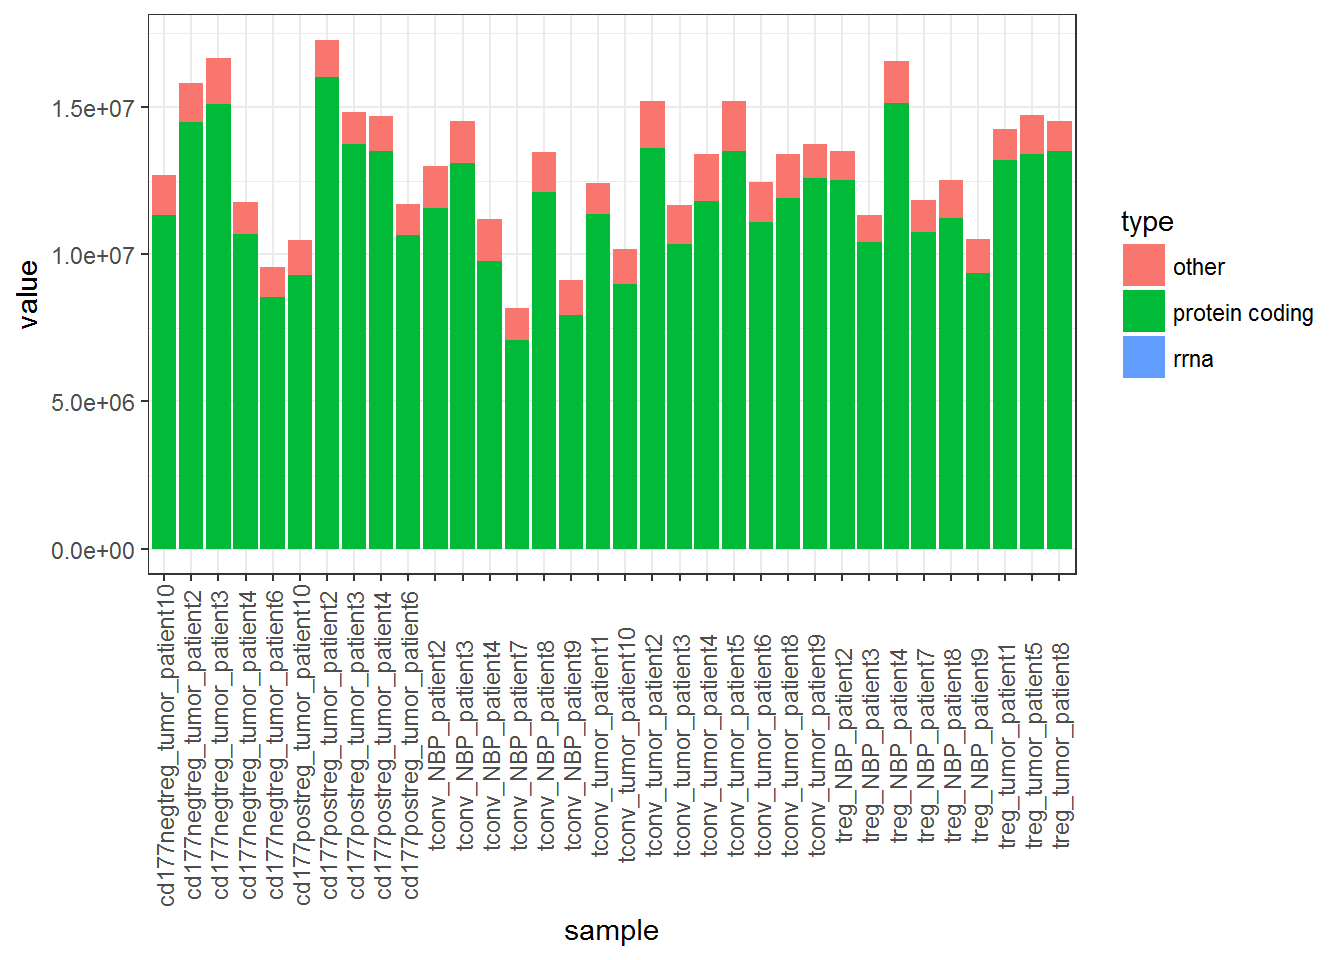 value
1.5e+07
1.0e+07
5.0e+06
0.0e+00
cd177negtreg_tumor_patient10
cd177negtreg_tumor_patient2
cd177negtreg_tumor_patient3
cd177negtreg_tumor_patient4
cd177negtreg_tumor_patient6
cd177postreg_tumor_patient10
cd177postreg_tumor_patient2
cd177postreg_tumor_patient3
cd177postreg_tumor_patient4
cd177postreg_tumor_patient6
tconv_NBP_patient2
tconv_NBP_patient3
tconv_NBP_patient4
tconv_NBP_patient7
tconv_NBP_patient8
tconv_NBP_patient9
tconv_tumor_patient1
tconv_tumor_patient10
tconv_tumor_patient2
tconv_tumor_patient3
tconv_tumor_patient4
tconv_tumor_patient5
tconv_tumor_patient6
tconv_tumor_patient8
tconv_tumor_patient9
treg_NBP_patient2
treg_NBP_patient3
treg_NBP_patient4
treg_NBP_patient7
treg_NBP_patient8
treg_NBP_patient9
treg_tumor_patient1
treg_tumor_patient5
treg_tumor_patient8
sample
type
other
protein coding
rrna